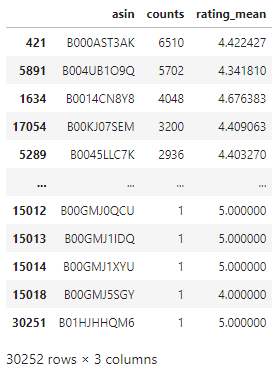 asin counts rating_mean
421 B000AST3AK 6510 4.422427
5891 B004UB1O9Q 5702 4.341810
1634 B0014CN8Y8 4048 4.676383
17054 B00KJ07SEM 3200 4.409063
5289 B0045LLC7K 2936 4.403270
... ... ... ...
15012 B00GMJ0QCU 1 5.000000
15013 B00GMJ1IDQ 1 5.000000
15014 B00GMJ1XYU 1 5.000000
15018 B00GMJ5SGY 1 4.000000
30251 B01HJHHQM6 1 5.000000
30252 rows × 3 columns